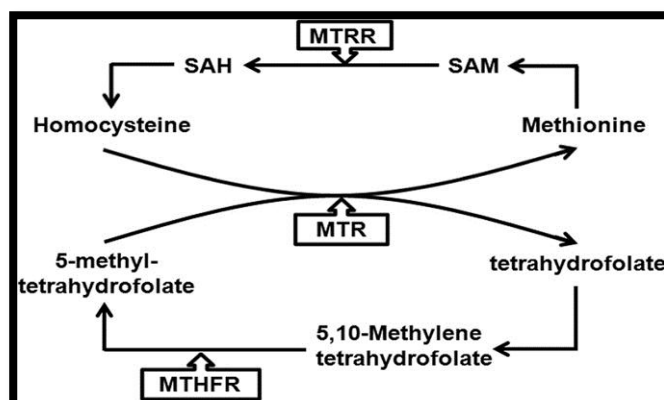 MTRR
SAH
SAM
Homocysteine
Methionine
MTR
5-methyl-
tetrahydrofolate
tetrahydrofolate
5,10-Methylene
tetrahydrofolate
MTHFR